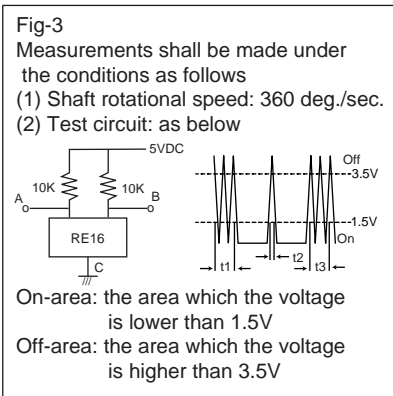 Fig-3
Measurements shall be made under
the conditions as follows
(1) Shaft rotational speed: 360 deg./sec.
(2) Test circuit: as below
5VDC
10K
10K
A
B
RE16
C
Off
3.5V
1.5V
On
t1
t2
t3
On-area: the area which the voltage
is lower than 1.5V
Off-area: the area which the voltage
is higher than 3.5V